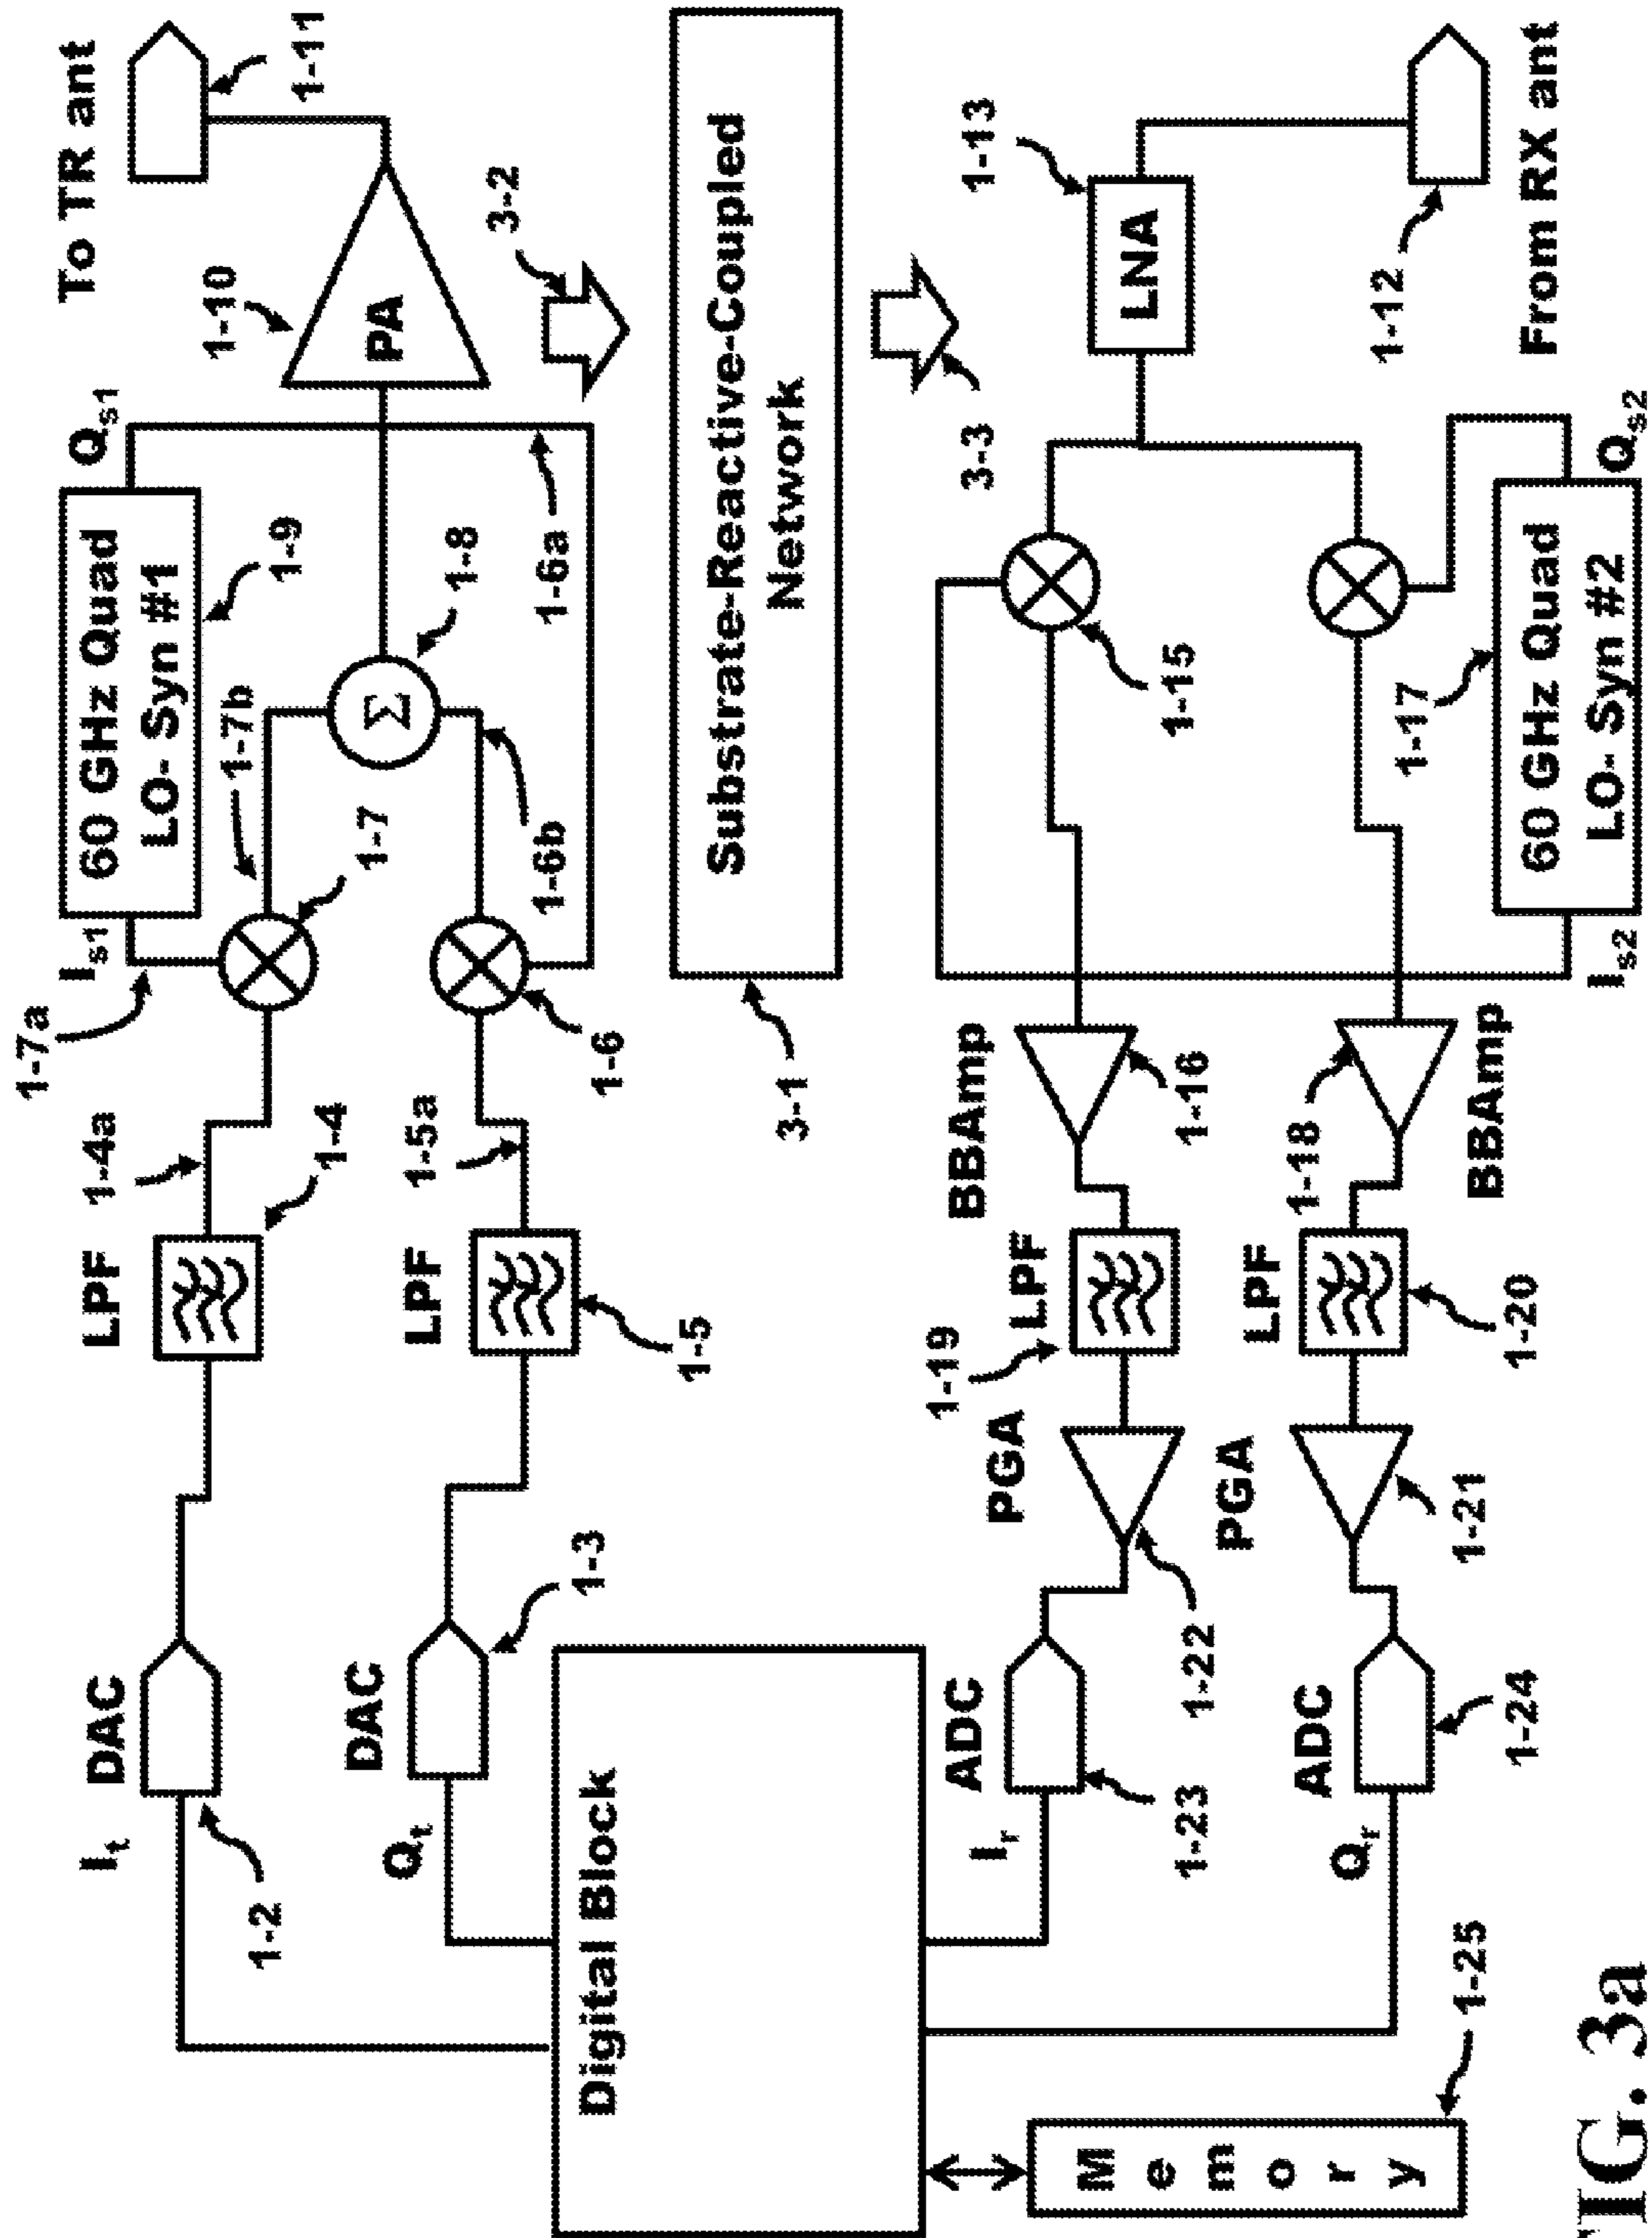 To TR ant
1-11
1-10
PA
3-2
Q_s1
60 GHz Quad
LO- Syn #1
1-9
I_s1
1-7a
1-7b
1-7
Σ
1-8
1-6a
1-6b
1-6
1-4a
1-4
LPF
1-5a
LPF
1-5
DAC
I_t
1-2
DAC
1-3
Q_t
Digital Block
Substrate-Reactive-Coupled
Network
3-1
3-3
1-13
LNA
1-12
From RX ant
1-15
1-17
60 GHz Quad
LO- Syn #2
Q_s2
I_s2
BBAmp
1-16
1-18
BBAmp
LPF
1-19
LPF
1-20
PGA
1-22
PGA
1-21
ADC
I_r
1-23
ADC
Q_r
1-24
Memory
1-25
FIG. 3a